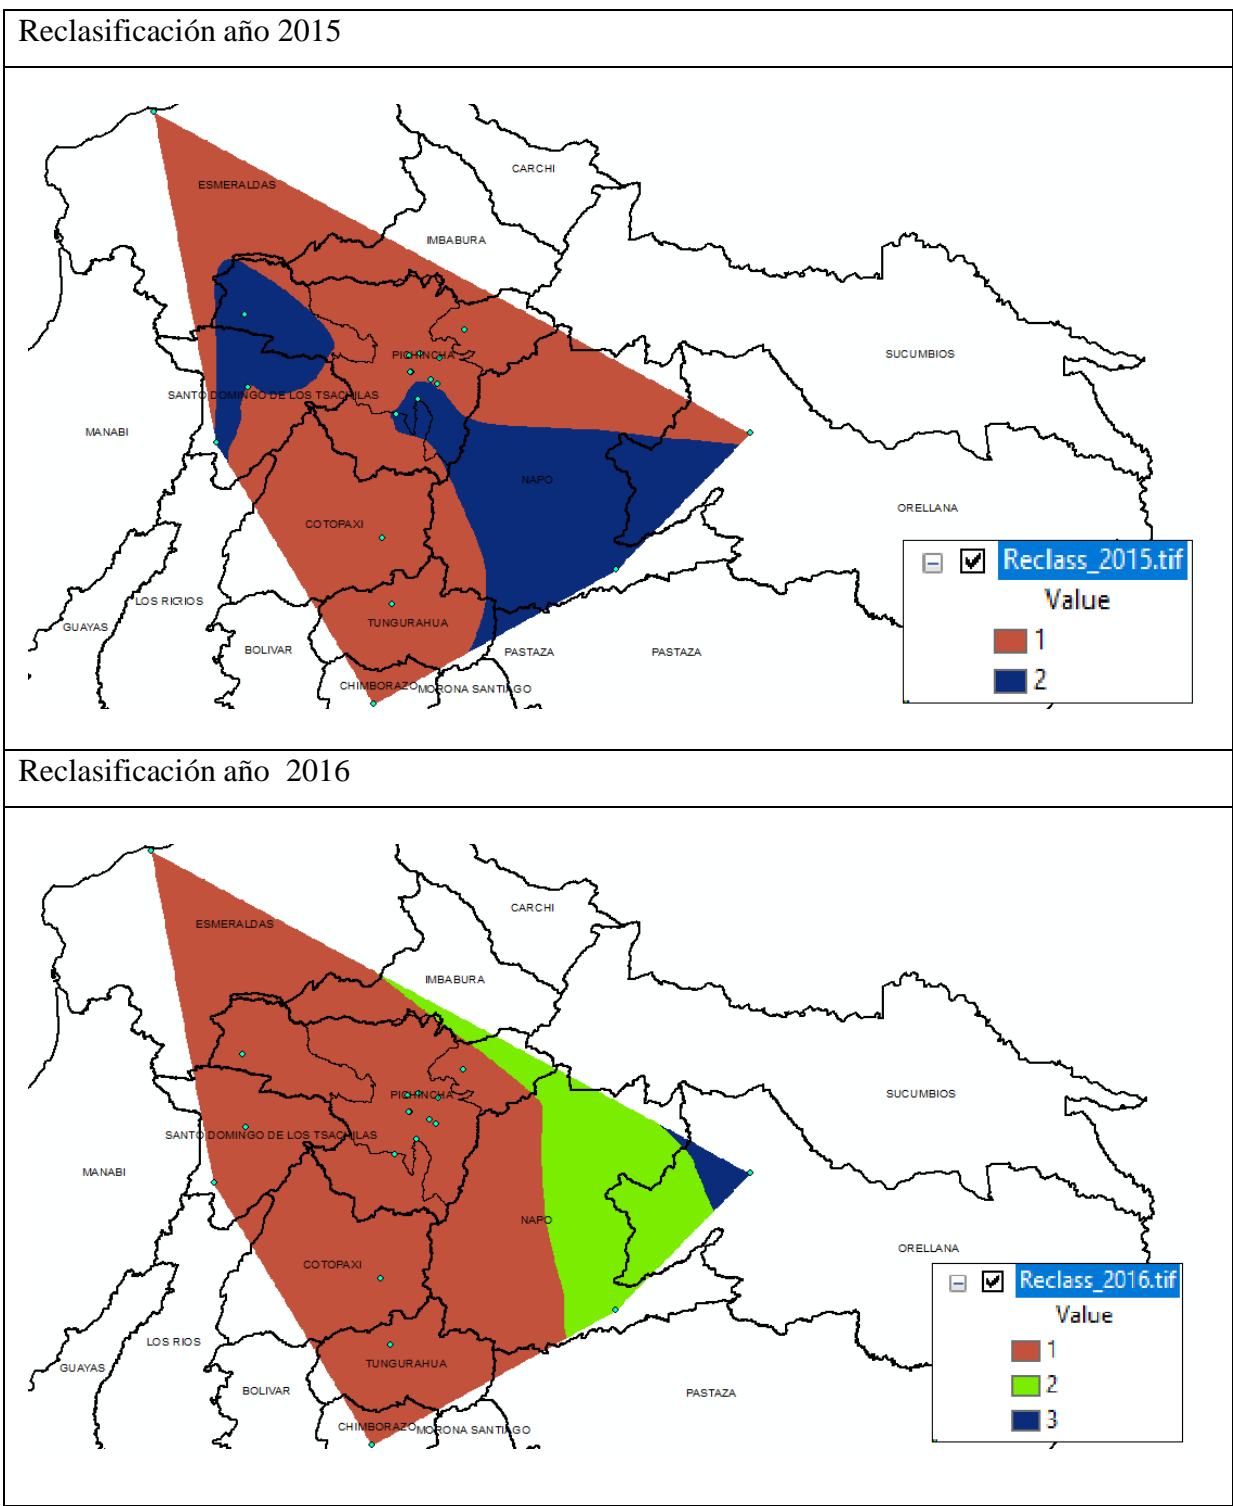 Reclasificación año 2015
CARCHI
ESMERALDAS
IMBABURA
PICHINCHA
SUCUMBIOS
SANTO DOMINGO DE LOS TSACHILAS
MANABI
NAPO
ORELLANA
COTOPAXI
LOS RIOS
GUAYAS
TUNGURAHUA
BOLIVAR
PASTAZA
PASTAZA
CHIMBORAZO
MORONA SANTIAGO
Reclass_2015.tif
Value
1
2
Reclasificación año 2016
CARCHI
ESMERALDAS
IMBABURA
PICHINCHA
SUCUMBIOS
SANTO DOMINGO DE LOS TSACHILAS
MANABI
NAPO
ORELLANA
COTOPAXI
LOS RIOS
GUAYAS
TUNGURAHUA
BOLIVAR
PASTAZA
CHIMBORAZO
MORONA SANTIAGO
Reclass_2016.tif
Value
1
2
3